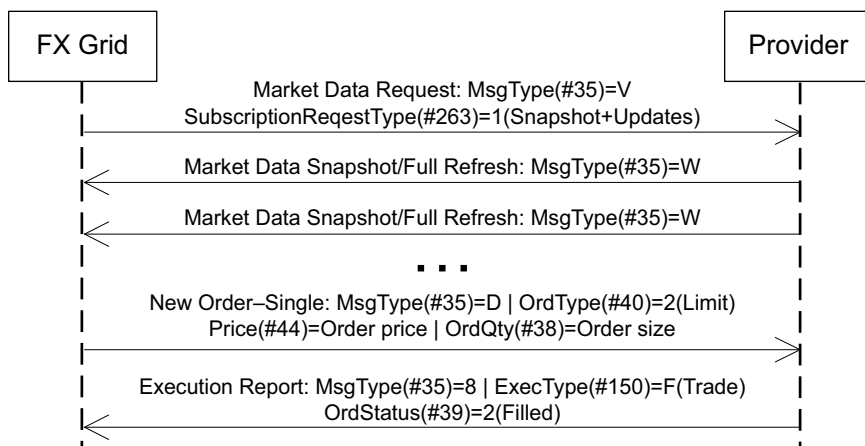 FX Grid
Provider
Market Data Request: MsgType(#35)=V
SubscriptionReqestType(#263)=1(Snapshot+Updates)
Market Data Snapshot/Full Refresh: MsgType(#35)=W
Market Data Snapshot/Full Refresh: MsgType(#35)=W
...
New Order–Single: MsgType(#35)=D | OrdType(#40)=2(Limit)
Price(#44)=Order price | OrdQty(#38)=Order size
Execution Report: MsgType(#35)=8 | ExecType(#150)=F(Trade)
OrdStatus(#39)=2(Filled)